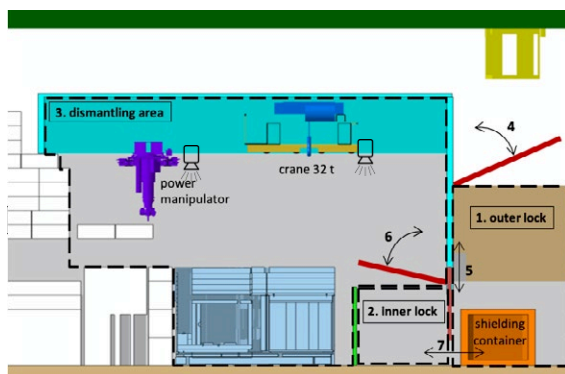 3. dismantling area
4
power
manipulator
crane 32 t
1. outer lock
6
5
2. inner lock
shielding
container
7